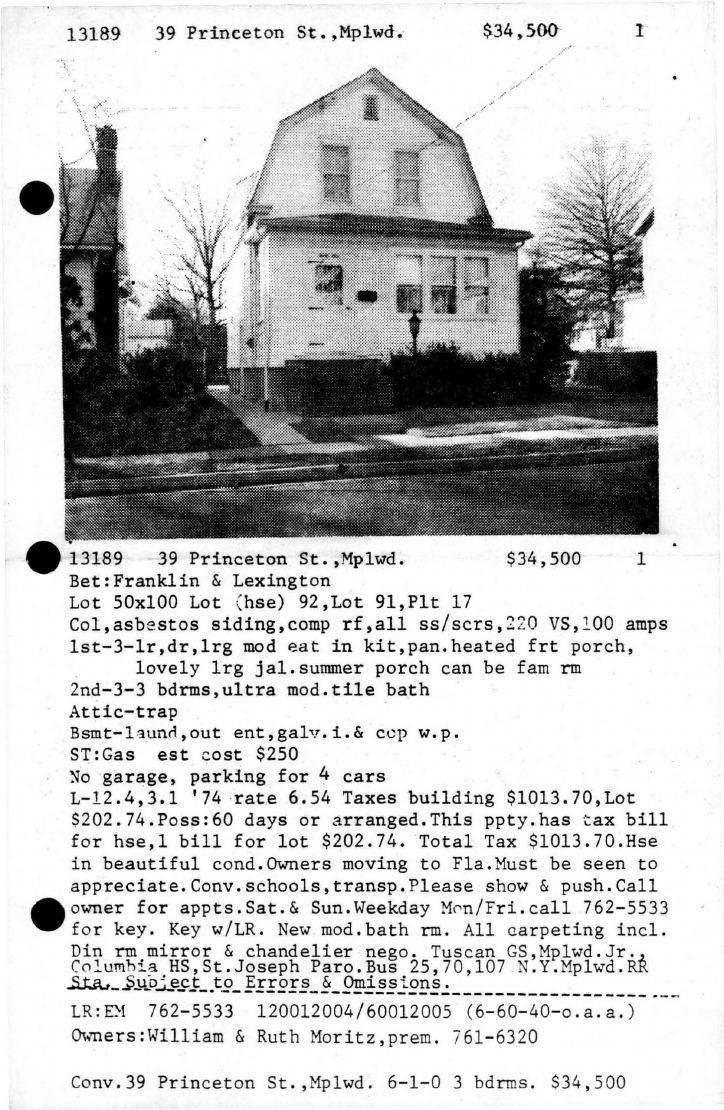 13189 39 Princeton St.,Mplwd. $34,500 1
13189 39 Princeton St.,Mplwd. $34,500 1
Bet:Franklin & Lexington
Lot 50x100 Lot (hse) 92,Lot 91,Plt 17
Col,asbestos siding,comp rf,all ss/scrs,220 VS,100 amps
1st-3-lr,dr,lrg mod eat in kit,pan.heated frt porch,
lovely lrg jal.summer porch can be fam rm
2nd-3-3 bdrms,ultra mod.tile bath
Attic-trap
Bsmt-laund,out ent,galv.i.& cop w.p.
ST:Gas est cost $250
No garage, parking for 4 cars
L-12.4,3.1 '74 rate 6.54 Taxes building $1013.70,Lot
$202.74.Poss:60 days or arranged.This ppty.has tax bill
for hse,1 bill for lot $202.74. Total Tax $1013.70.Hse
in beautiful cond.Owners moving to Fla.Must be seen to
appreciate.Conv.schools,transp.Please show & push.Call
owner for appts.Sat.& Sun.Weekday Mon/Fri.call 762-5533
for key. Key w/LR. New mod.bath rm. All carpeting incl.
Din rm mirror & chandelier nego. Tuscan GS,Mplwd.Jr.,
Columbia HS,St.Joseph Paro.Bus 25,70,107 N.Y.Mplwd.RR
Sta. Subject to Errors & Omissions.
LR:EM 762-5533 120012004/60012005 (6-60-40-o.a.a.)
Owners:William & Ruth Moritz,prem. 761-6320
Conv.39 Princeton St.,Mplwd. 6-1-0 3 bdrms. $34,500